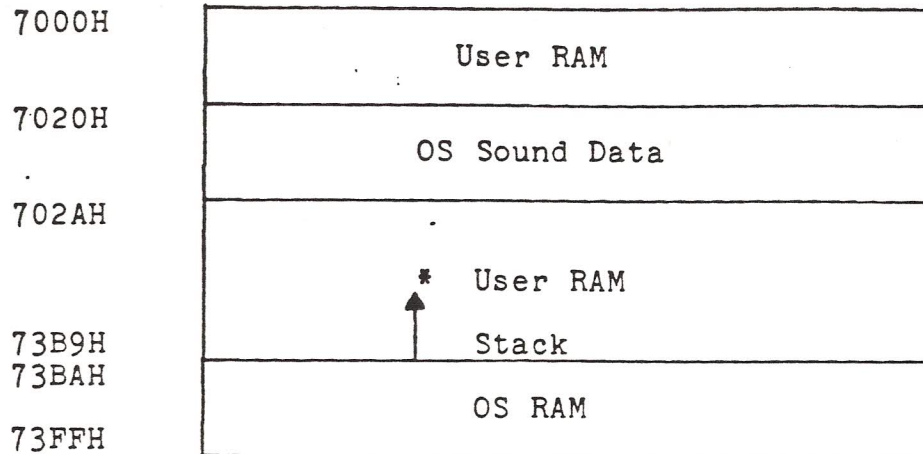 7000H
User RAM
7020H
OS Sound Data
702AH
* User RAM
73B9H Stack
73BAH
OS RAM
73FFH